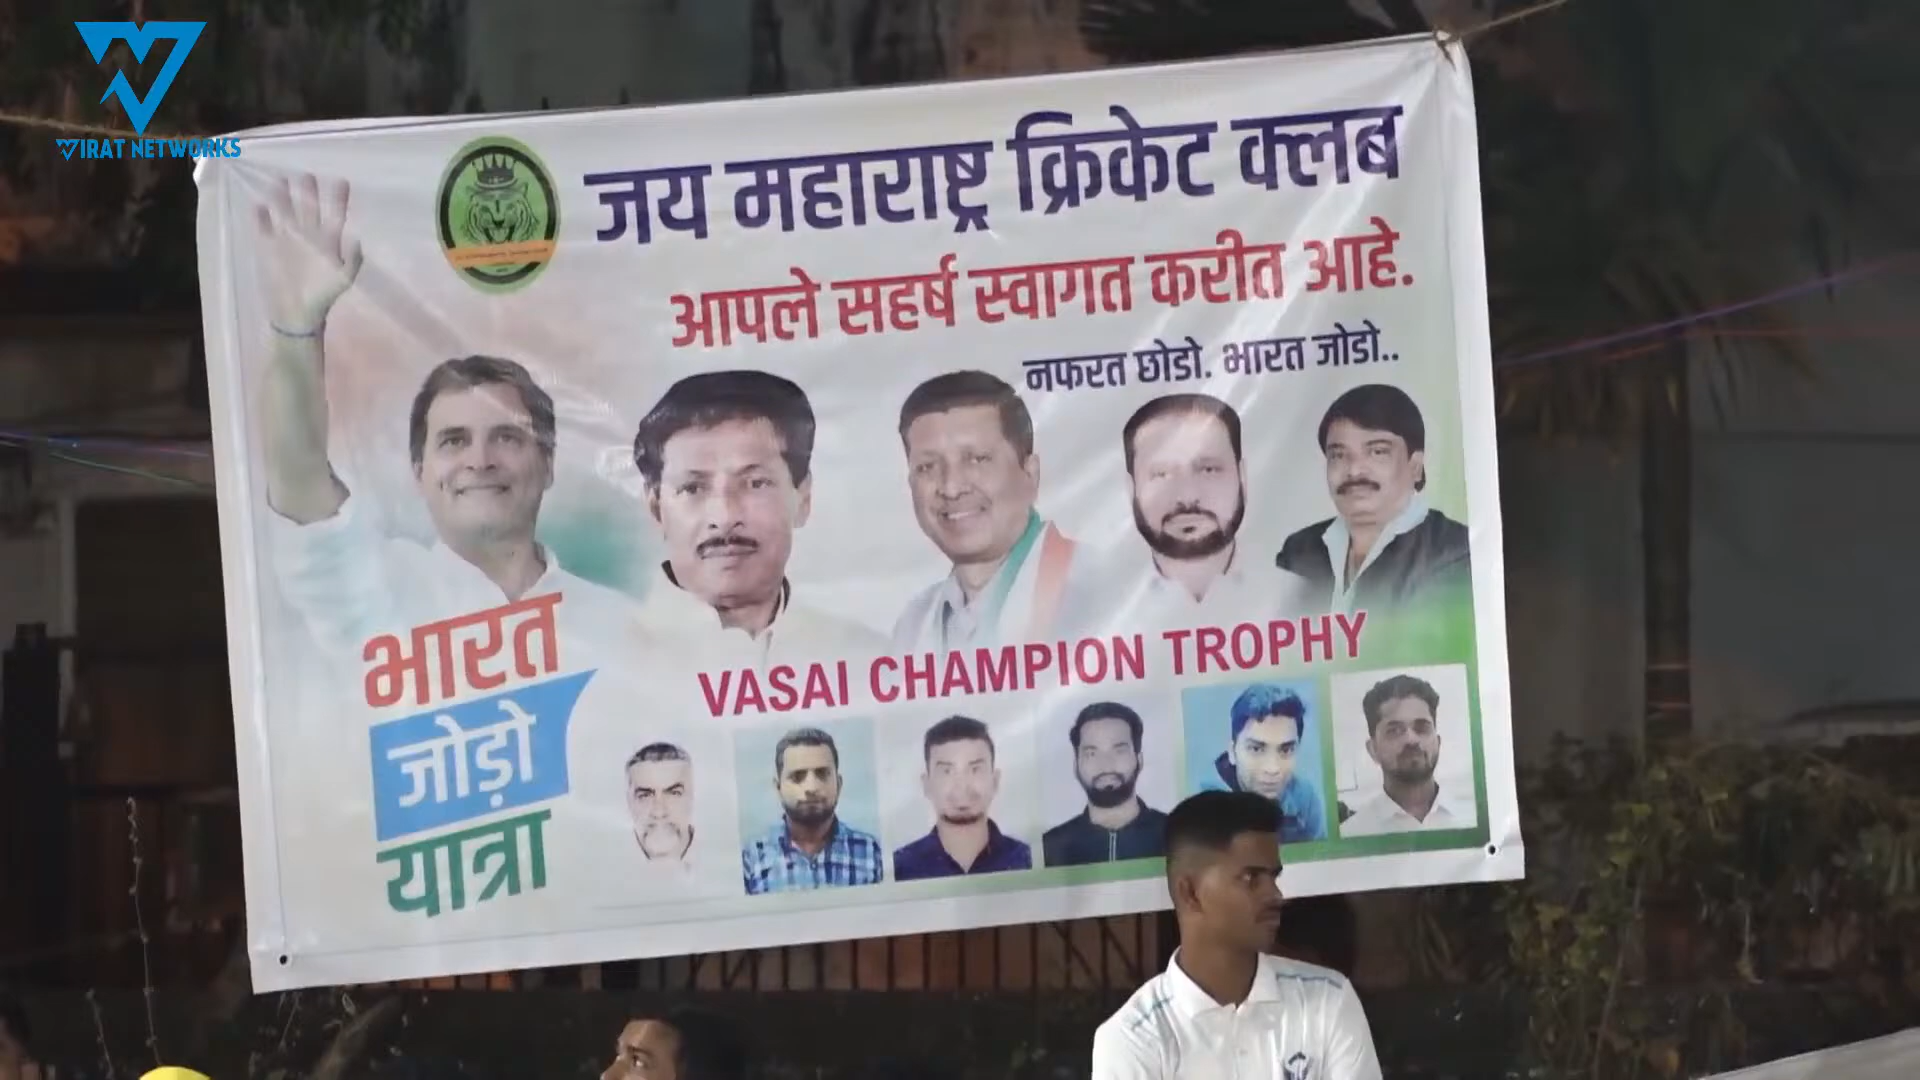 VIRAT NETWORKS
जय महाराष्ट्र क्रिकेट क्लब
आपले सहर्ष स्वागत करीत आहे.
नफरत छोडो. भारत जोडो..
भारत
जोड़ो
यात्रा
VASAI CHAMPION TROPHY